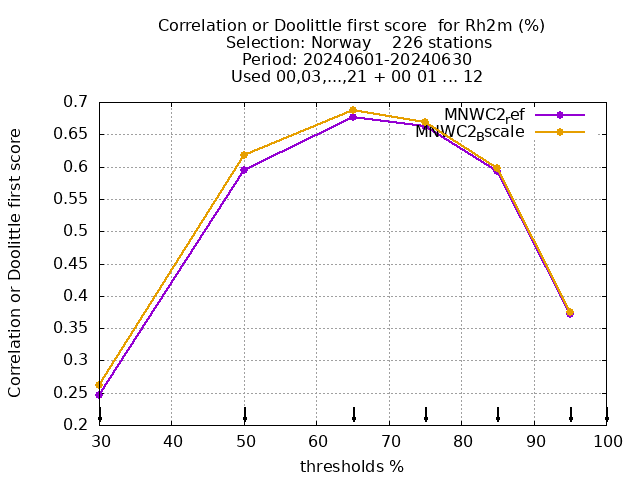 Correlation or Doolittle first score for Rh2m (%)
Selection: Norway 226 stations
Period: 20240601-20240630
Used 00,03,...,21 + 00 01 ... 12
MNWC2ref
MNWC2Bscale
Correlation or Doolittle first score
0.7
0.65
0.6
0.55
0.5
0.45
0.4
0.35
0.3
0.25
0.2
30 40 50 60 70 80 90 100
thresholds %